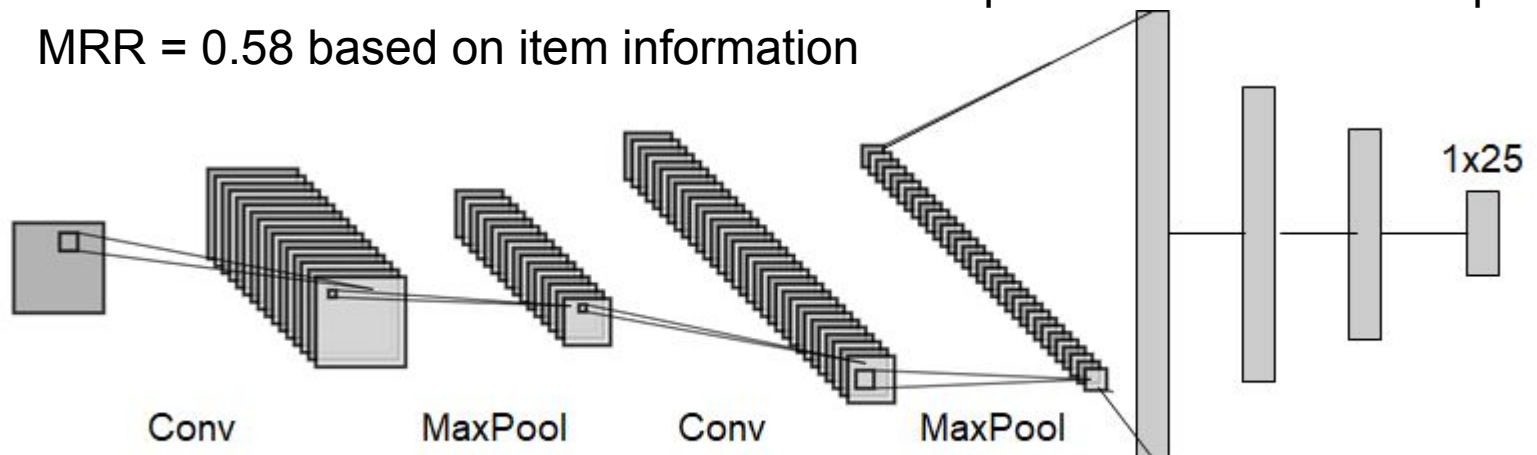 MRR = 0.58 based on item information
1x25
Conv MaxPool Conv MaxPool